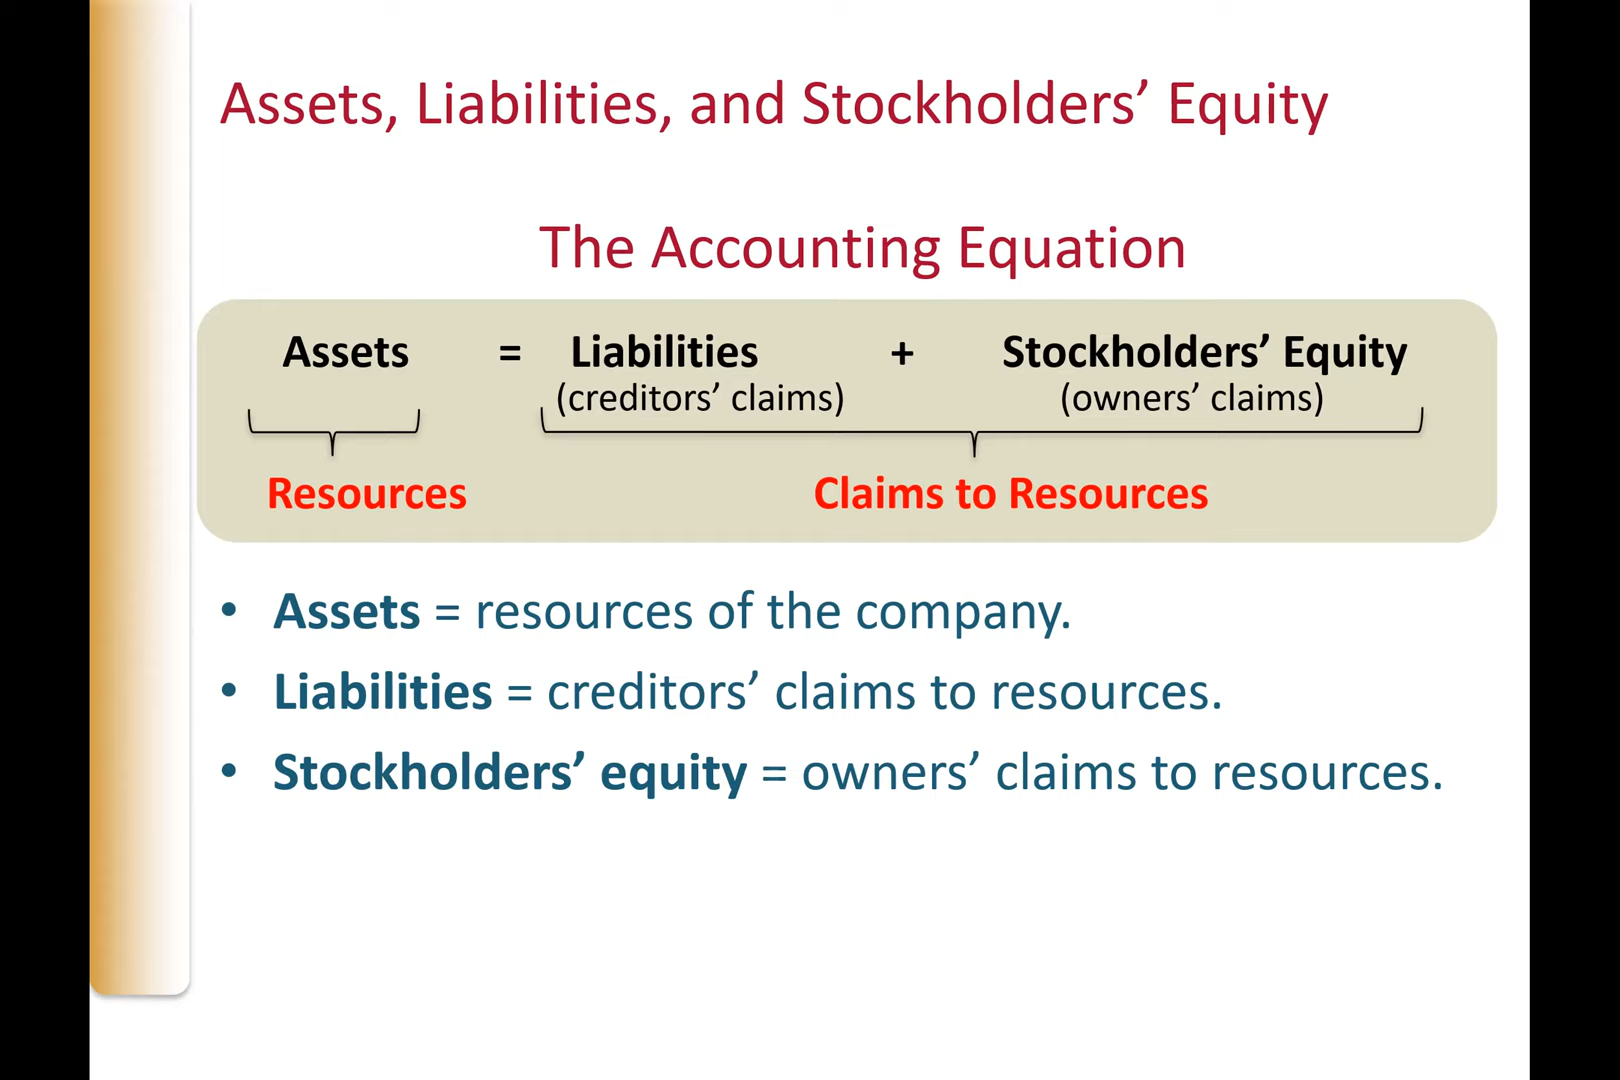 Assets, Liabilities, and Stockholders’ Equity
The Accounting Equation
Assets = Liabilities + Stockholders’ Equity
(creditors’ claims) (owners’ claims)
Resources Claims to Resources
• Assets = resources of the company.
• Liabilities = creditors’ claims to resources.
• Stockholders’ equity = owners’ claims to resources.